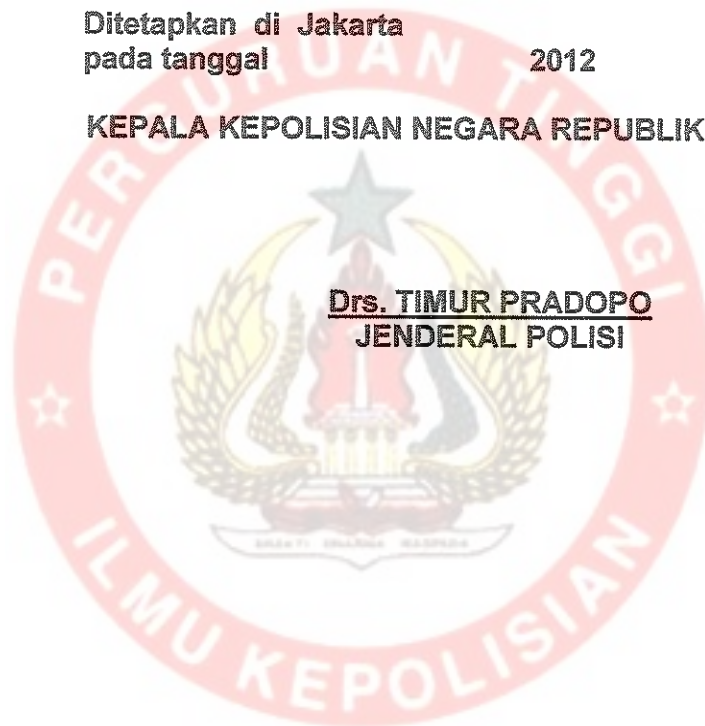 Ditetapkan di Jakarta
pada tanggal 2012
KEPALA KEPOLISIAN NEGARA REPUBLIK
Drs. TIMUR PRADOPO
JENDERAL POLISI
PERGURUAN TINGGI
ILMU KEPOLISIAN